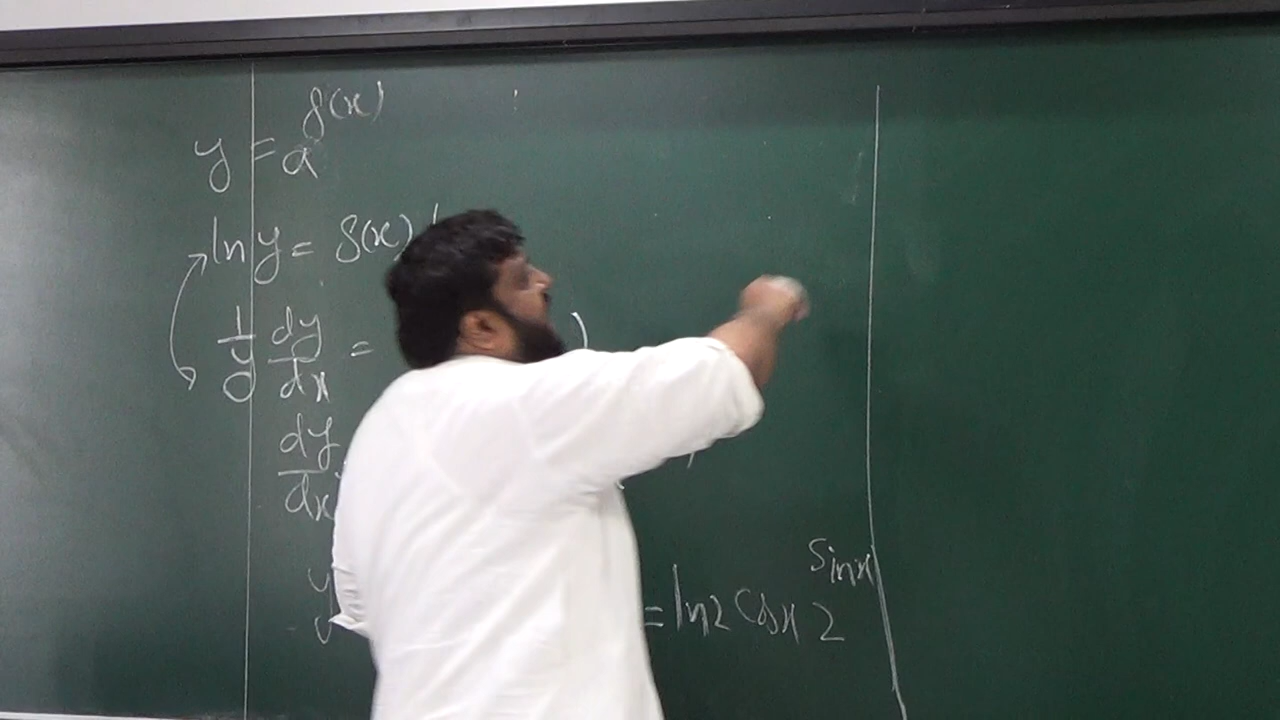 y = a^f(x)
ln y = f(x)
1/y dy/dx =
dy/dx
y = ln2 Cosx 2^Sinx